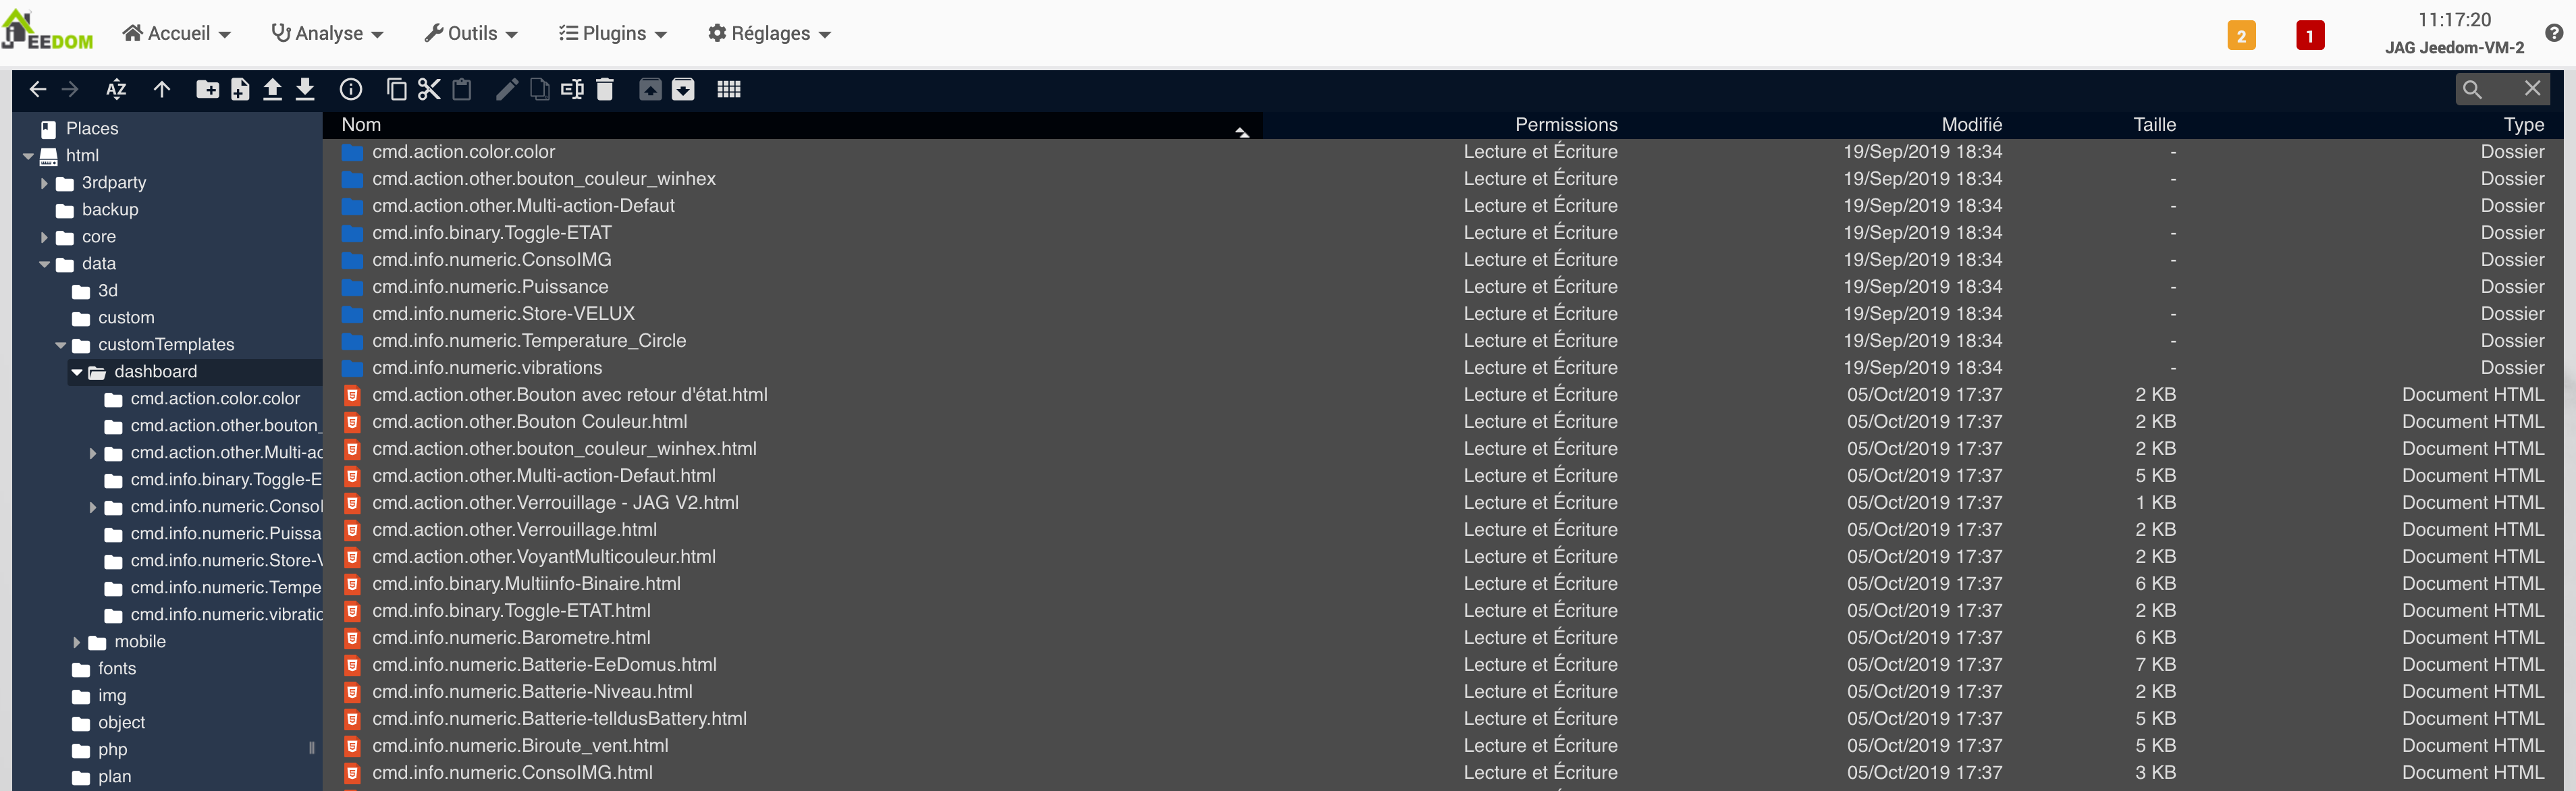 JEEDOM Accueil Analyse Outils Plugins Réglages 2 1 11:17:20
JAG Jeedom-VM-2
AZ
Places
html
3rdparty
backup
core
data
3d
custom
customTemplates
dashboard
cmd.action.color.color
cmd.action.other.bouton_
cmd.action.other.Multi-ac
cmd.info.binary.Toggle-E
cmd.info.numeric.Consol
cmd.info.numeric.Puissa
cmd.info.numeric.Store-V
cmd.info.numeric.Tempe
cmd.info.numeric.vibratio
mobile
fonts
img
object
php
plan
Nom Permissions Modifié Taille Type
cmd.action.color.color Lecture et Écriture 19/Sep/2019 18:34 - Dossier
cmd.action.other.bouton_couleur_winhex Lecture et Écriture 19/Sep/2019 18:34 - Dossier
cmd.action.other.Multi-action-Defaut Lecture et Écriture 19/Sep/2019 18:34 - Dossier
cmd.info.binary.Toggle-ETAT Lecture et Écriture 19/Sep/2019 18:34 - Dossier
cmd.info.numeric.ConsoIMG Lecture et Écriture 19/Sep/2019 18:34 - Dossier
cmd.info.numeric.Puissance Lecture et Écriture 19/Sep/2019 18:34 - Dossier
cmd.info.numeric.Store-VELUX Lecture et Écriture 19/Sep/2019 18:34 - Dossier
cmd.info.numeric.Temperature_Circle Lecture et Écriture 19/Sep/2019 18:34 - Dossier
cmd.info.numeric.vibrations Lecture et Écriture 19/Sep/2019 18:34 - Dossier
cmd.action.other.Bouton avec retour d'état.html Lecture et Écriture 05/Oct/2019 17:37 2 KB Document HTML
cmd.action.other.Bouton Couleur.html Lecture et Écriture 05/Oct/2019 17:37 2 KB Document HTML
cmd.action.other.bouton_couleur_winhex.html Lecture et Écriture 05/Oct/2019 17:37 2 KB Document HTML
cmd.action.other.Multi-action-Defaut.html Lecture et Écriture 05/Oct/2019 17:37 5 KB Document HTML
cmd.action.other.Verrouillage - JAG V2.html Lecture et Écriture 05/Oct/2019 17:37 1 KB Document HTML
cmd.action.other.Verrouillage.html Lecture et Écriture 05/Oct/2019 17:37 2 KB Document HTML
cmd.action.other.VoyantMulticouleur.html Lecture et Écriture 05/Oct/2019 17:37 2 KB Document HTML
cmd.info.binary.Multiinfo-Binaire.html Lecture et Écriture 05/Oct/2019 17:37 6 KB Document HTML
cmd.info.binary.Toggle-ETAT.html Lecture et Écriture 05/Oct/2019 17:37 2 KB Document HTML
cmd.info.numeric.Barometre.html Lecture et Écriture 05/Oct/2019 17:37 6 KB Document HTML
cmd.info.numeric.Batterie-EeDomus.html Lecture et Écriture 05/Oct/2019 17:37 7 KB Document HTML
cmd.info.numeric.Batterie-Niveau.html Lecture et Écriture 05/Oct/2019 17:37 2 KB Document HTML
cmd.info.numeric.Batterie-telldusBattery.html Lecture et Écriture 05/Oct/2019 17:37 5 KB Document HTML
cmd.info.numeric.Biroute_vent.html Lecture et Écriture 05/Oct/2019 17:37 5 KB Document HTML
cmd.info.numeric.ConsoIMG.html Lecture et Écriture 05/Oct/2019 17:37 3 KB Document HTML